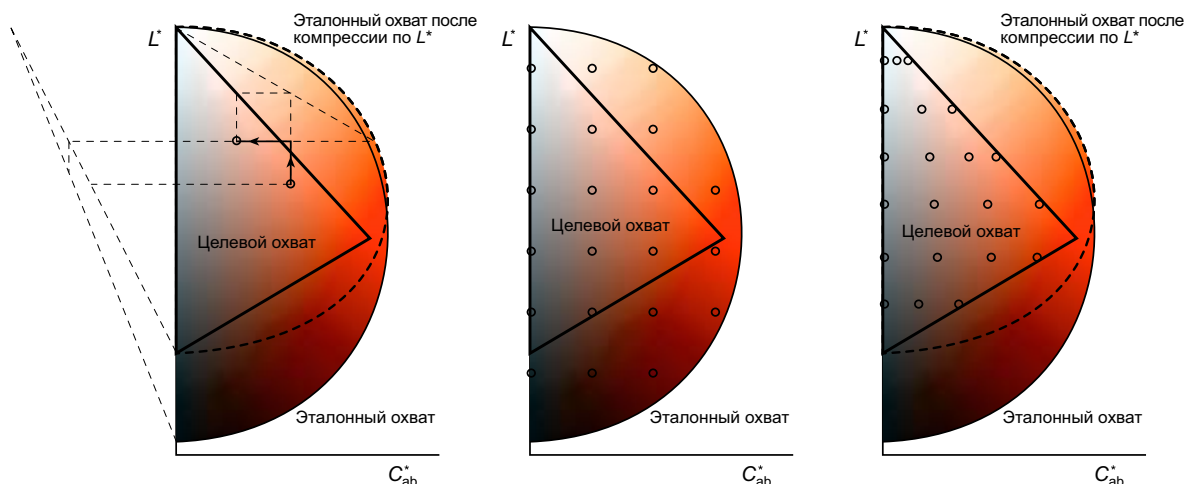 Эталонный охват после
компрессии по L*
L*
Целевой охват
Эталонный охват
C*ab
L*
Целевой охват
Эталонный охват
C*ab
Эталонный охват после
компрессии по L*
L*
Целевой охват
Эталонный охват
C*ab